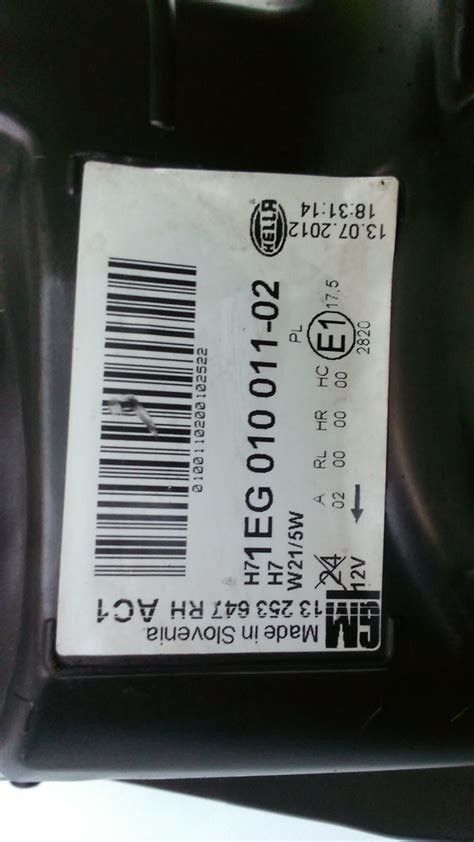 GM
13 253 647 RH AC1
Made in Slovenia
0100110200102522
1EG 010 011-02
HELLA
13.07.2012
18:31:14
H7
H7
W21/5W
PL
24
12V
A RL HR HC
02 00 00 00
E1
17,5
2820